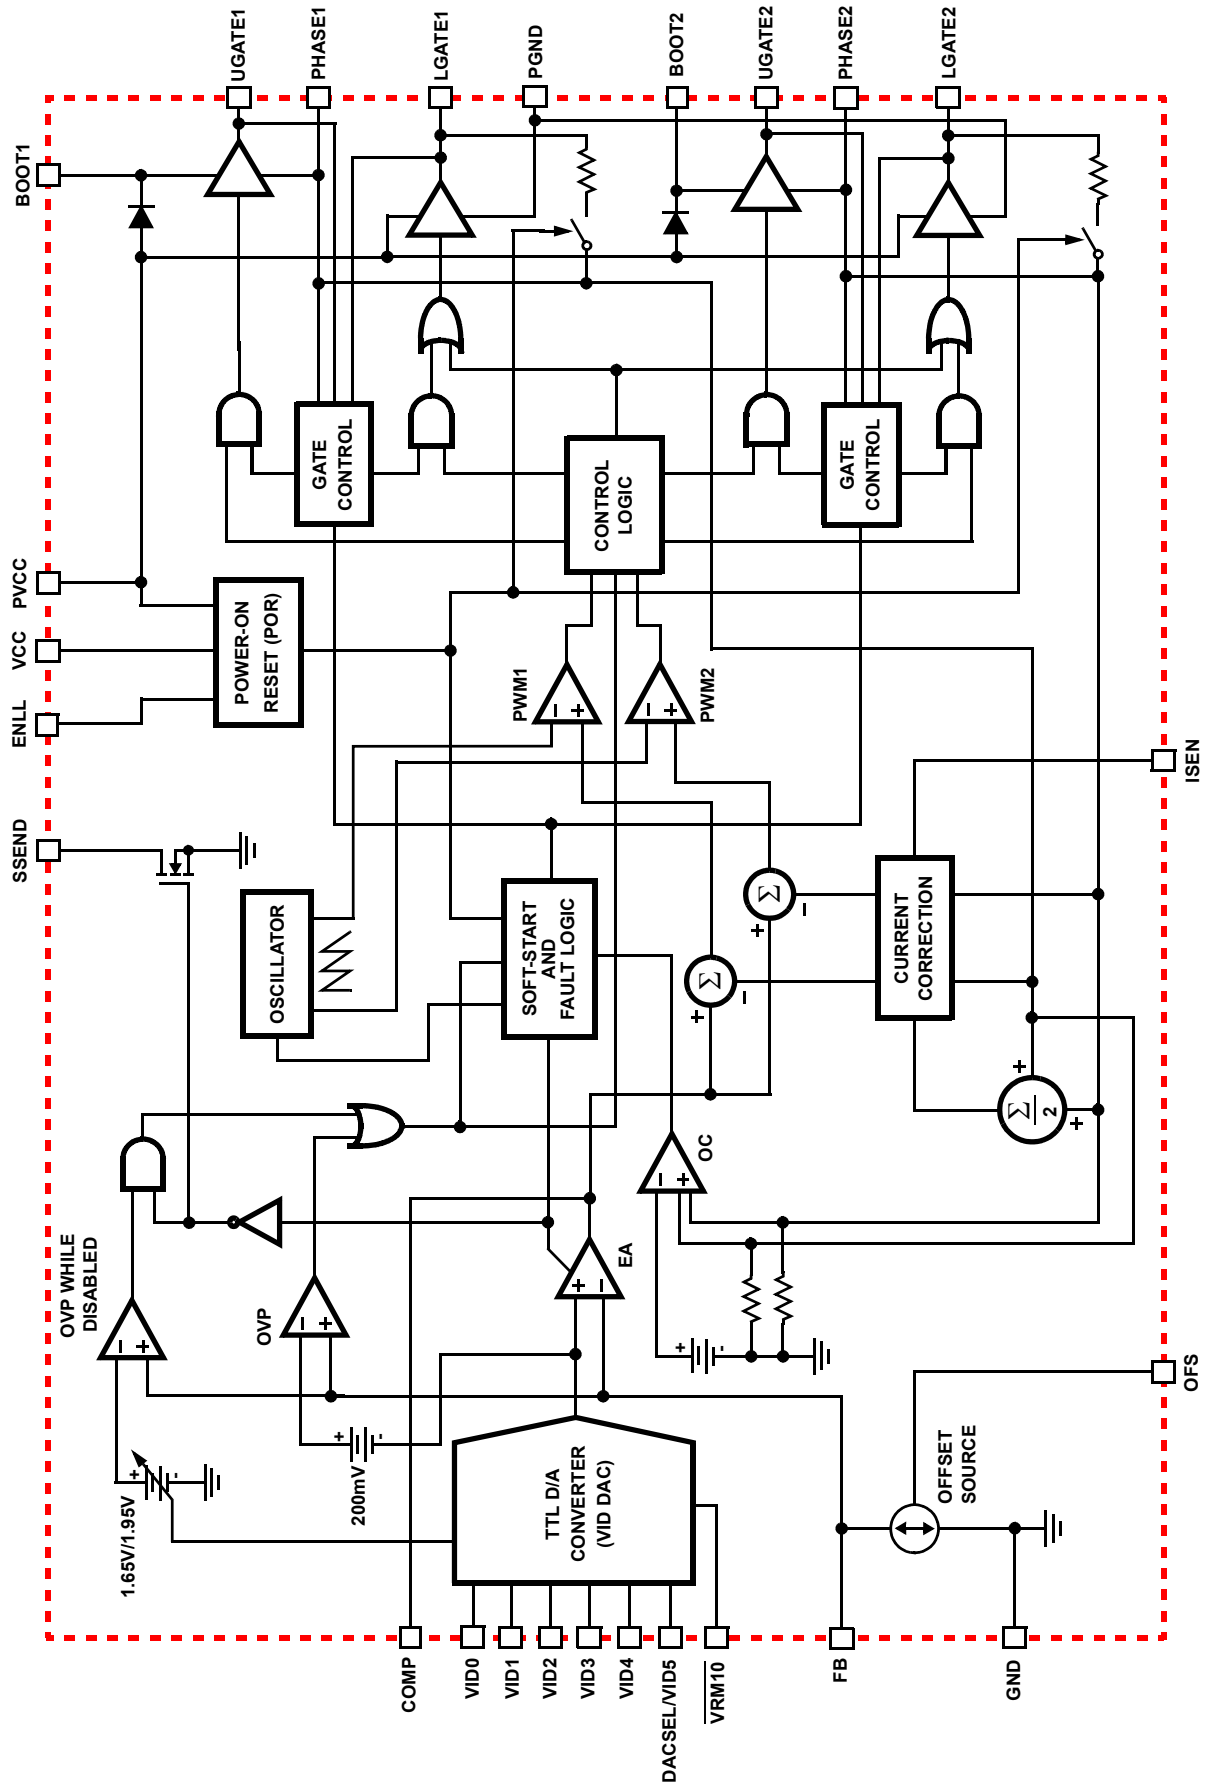 BOOT1
UGATE1
PHASE1
LGATE1
PGND
BOOT2
UGATE2
PHASE2
LGATE2
PVCC
VCC
ENLL
SSEND
GATE
CONTROL
CONTROL
LOGIC
GATE
CONTROL
POWER-ON
RESET (POR)
PWM1
− +
PWM2
− +
ISEN
OSCILLATOR
SOFT-START
AND
FAULT LOGIC
Σ
+
−
Σ
+
−
CURRENT
CORRECTION
Σ
2
+
+
OC
− +
OVP WHILE
DISABLED
− +
OVP
− +
EA
+ −
1.65V/1.95V
+ -
200mV
+ -
+ -
TTL D/A
CONVERTER
(VID DAC)
OFFSET
SOURCE
OFS
COMP
VID0
VID1
VID2
VID3
VID4
DACSEL/VID5
VRM10
FB
GND